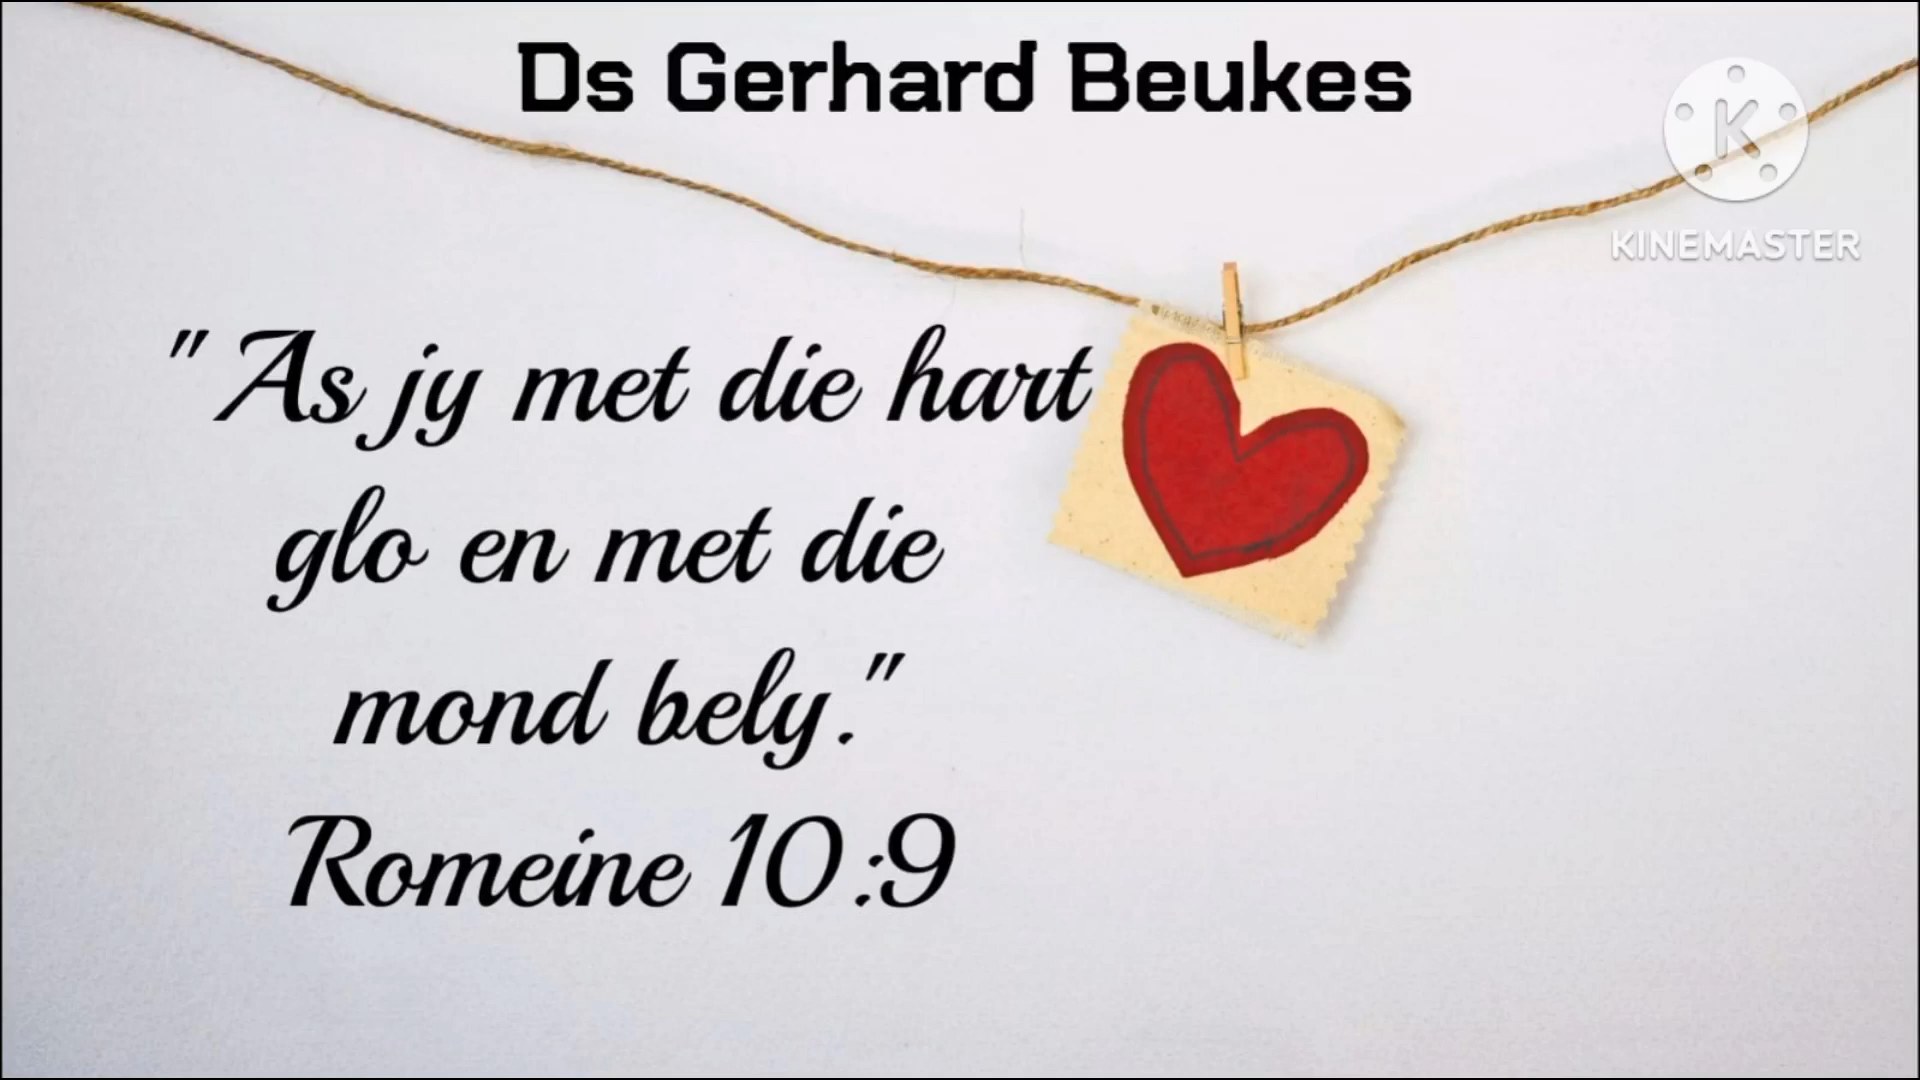 Ds Gerhard Beukes
K
KINEMASTER
" As jy met die hart
glo en met die
mond bely."
Romeine 10:9